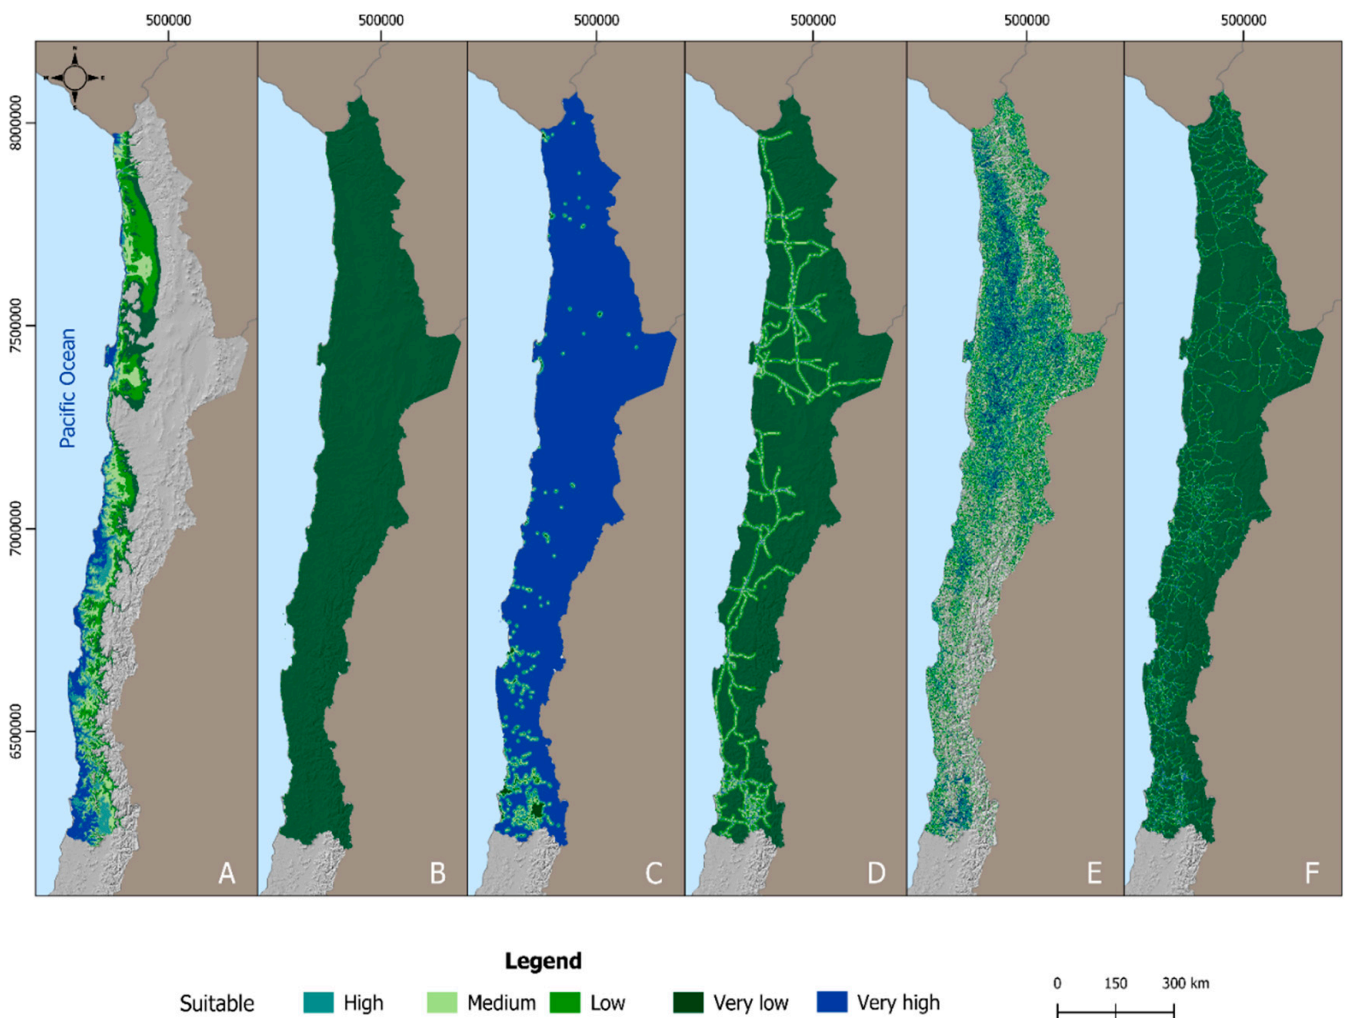 500000 500000 500000 500000 500000 500000
N
W E
S
8000000
7500000
7000000
6500000
Pacific Ocean
A B C D E F
Legend
Suitable High Medium Low Very low Very high
0 150 300 km